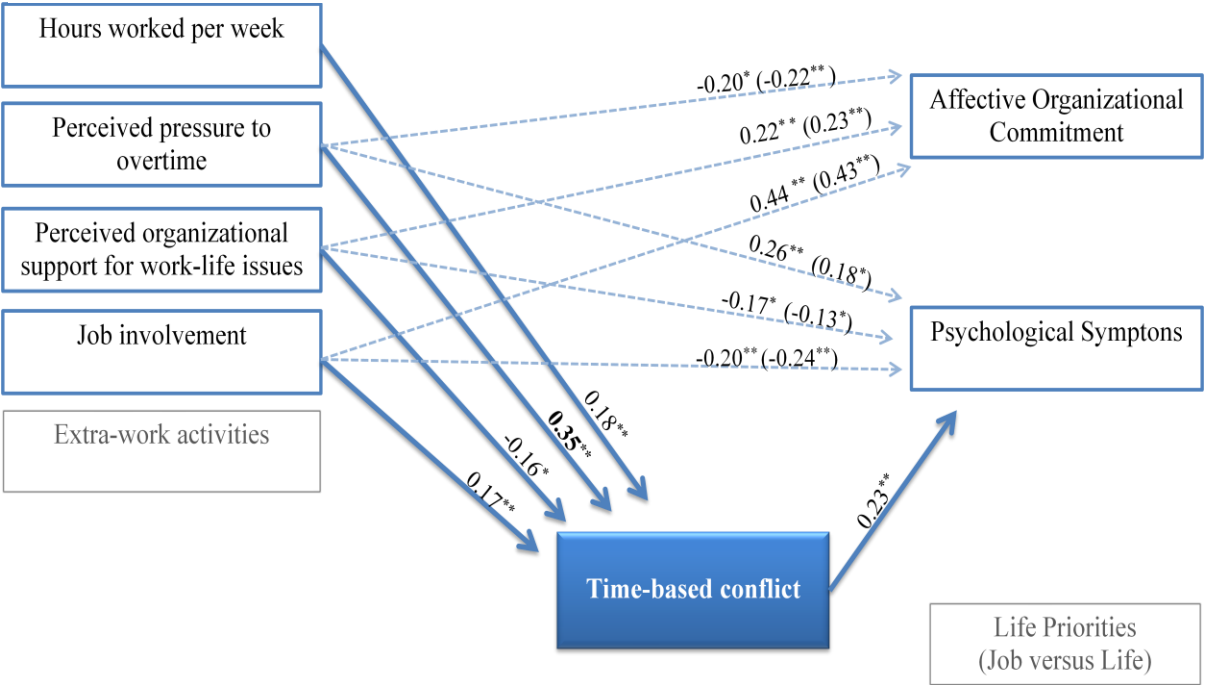 Hours worked per week
Perceived pressure to
overtime
Perceived organizational
support for work-life issues
Job involvement
Extra-work activities
-0.20* (-0.22**)
0.22** (0.23**)
0.44** (0.43**)
0.26** (0.18*)
-0.17* (-0.13*)
-0.20** (-0.24**)
Affective Organizational
Commitment
Psychological Symptons
0.18**
0.35**
-0.16*
0.17**
0.23**
Time-based conflict
Life Priorities
(Job versus Life)